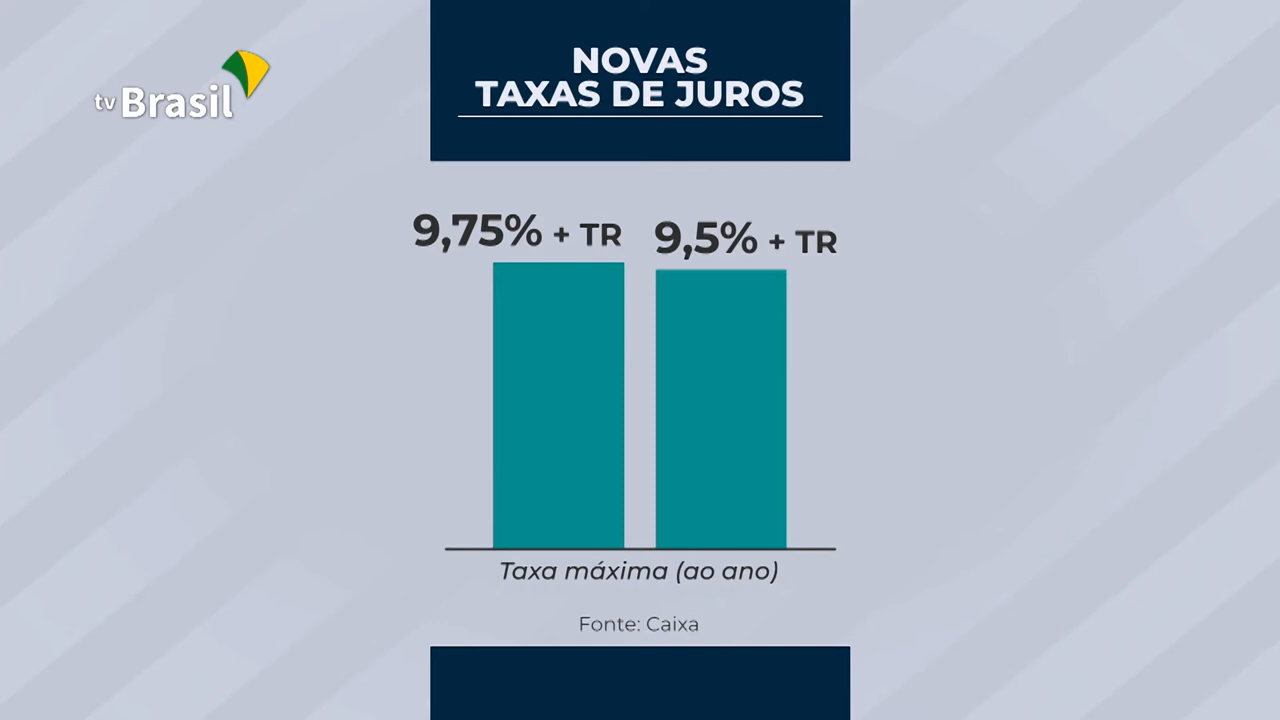 tv Brasil
NOVAS
TAXAS DE JUROS
9,75% + TR
9,5% + TR
Taxa máxima (ao ano)
Fonte: Caixa